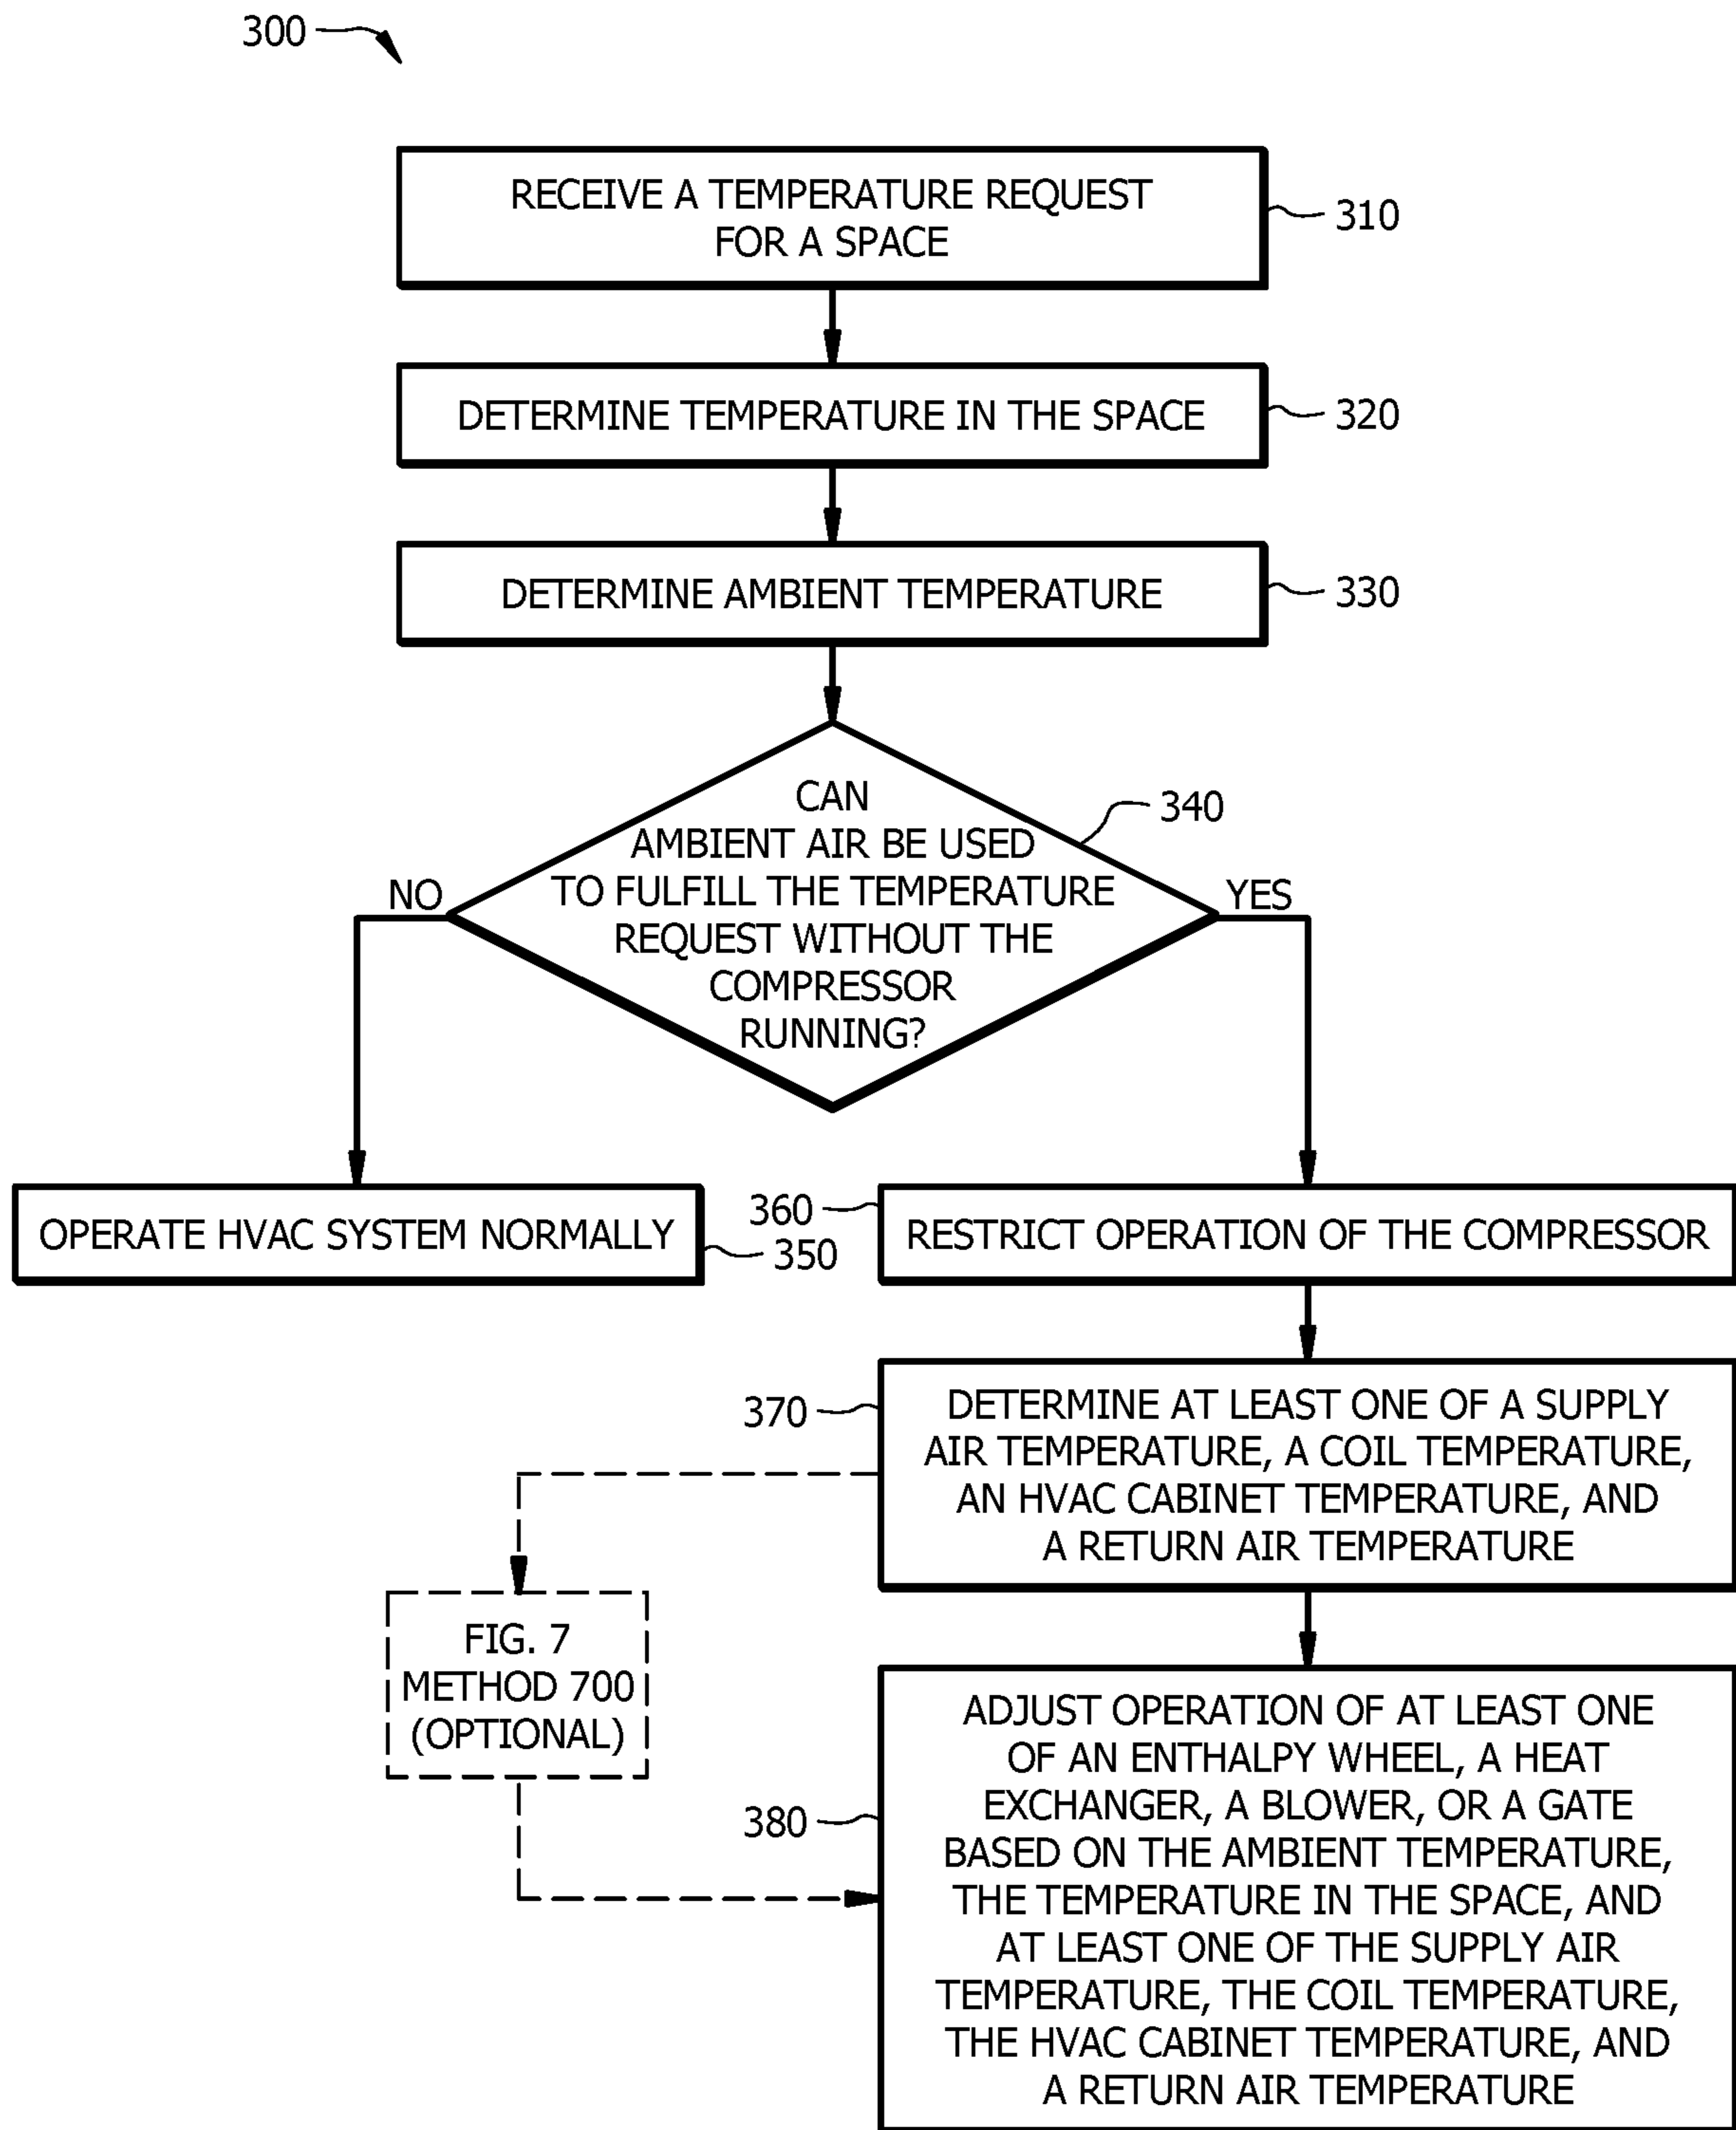 300
RECEIVE A TEMPERATURE REQUEST
FOR A SPACE
310
DETERMINE TEMPERATURE IN THE SPACE
320
DETERMINE AMBIENT TEMPERATURE
330
CAN
AMBIENT AIR BE USED
TO FULFILL THE TEMPERATURE
REQUEST WITHOUT THE
COMPRESSOR
RUNNING?
340
NO
YES
OPERATE HVAC SYSTEM NORMALLY
350
360
RESTRICT OPERATION OF THE COMPRESSOR
370
DETERMINE AT LEAST ONE OF A SUPPLY
AIR TEMPERATURE, A COIL TEMPERATURE,
AN HVAC CABINET TEMPERATURE, AND
A RETURN AIR TEMPERATURE
FIG. 7
METHOD 700
(OPTIONAL)
380
ADJUST OPERATION OF AT LEAST ONE
OF AN ENTHALPY WHEEL, A HEAT
EXCHANGER, A BLOWER, OR A GATE
BASED ON THE AMBIENT TEMPERATURE,
THE TEMPERATURE IN THE SPACE, AND
AT LEAST ONE OF THE SUPPLY AIR
TEMPERATURE, THE COIL TEMPERATURE,
THE HVAC CABINET TEMPERATURE, AND
A RETURN AIR TEMPERATURE